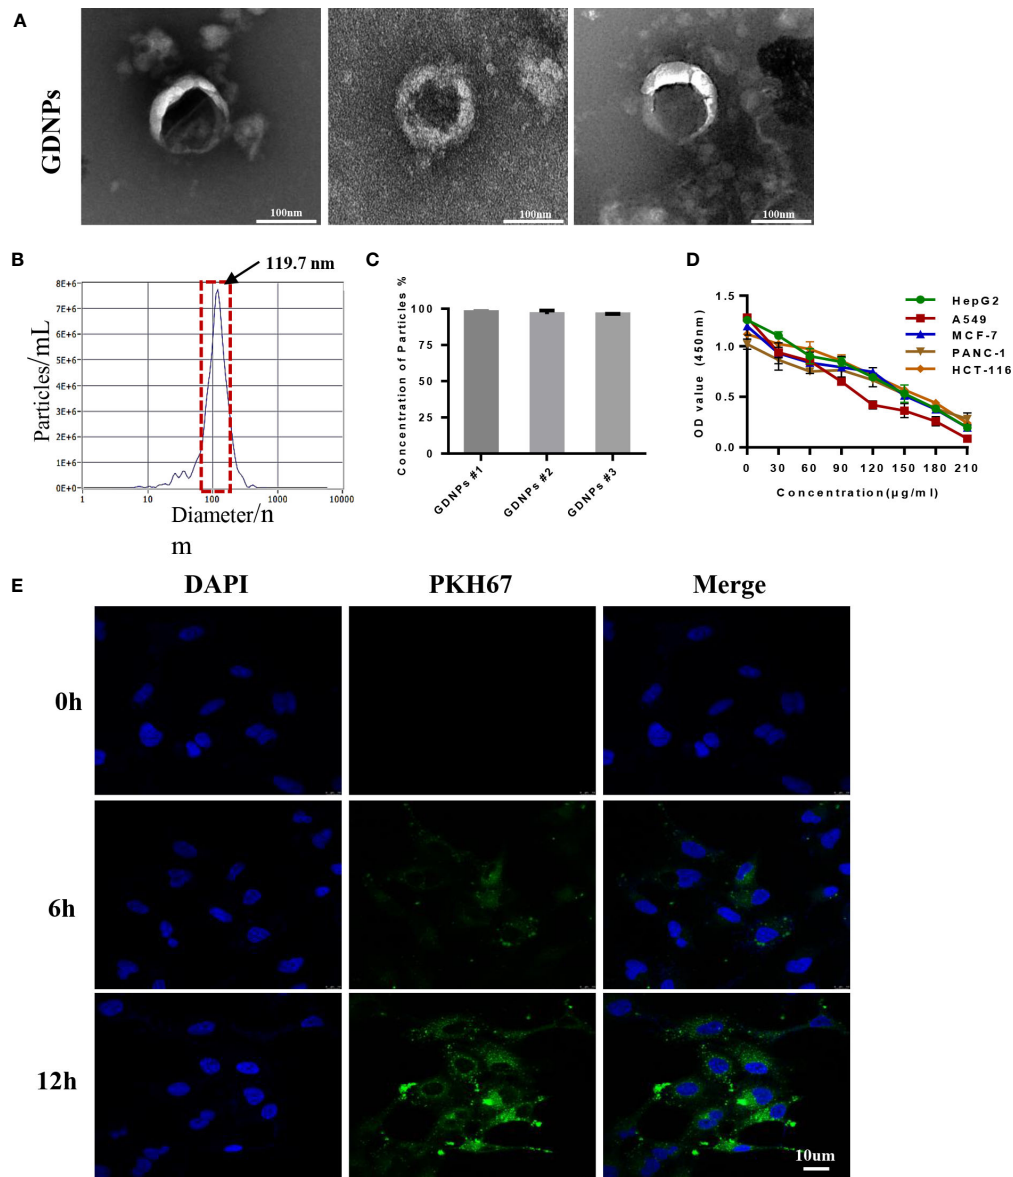 A
GDNPs
100nm
100nm
100nm
B
119.7 nm
8E+6
7E+6
6E+6
5E+6
4E+6
3E+6
2E+6
1E+6
0E+0
1 10 100 1000 10000
Particles/mL
Diameter/n
m
C
Concentration of Particles %
100
75
50
25
0
GDNPs #1
GDNPs #2
GDNPs #3
D
OD value (450nm)
1.5
1.0
0.5
0.0
0 30 60 90 120 150 180 210
Concentration(μg/ml)
HepG2
A549
MCF-7
PANC-1
HCT-116
E
DAPI PKH67 Merge
0h
6h
12h
10um